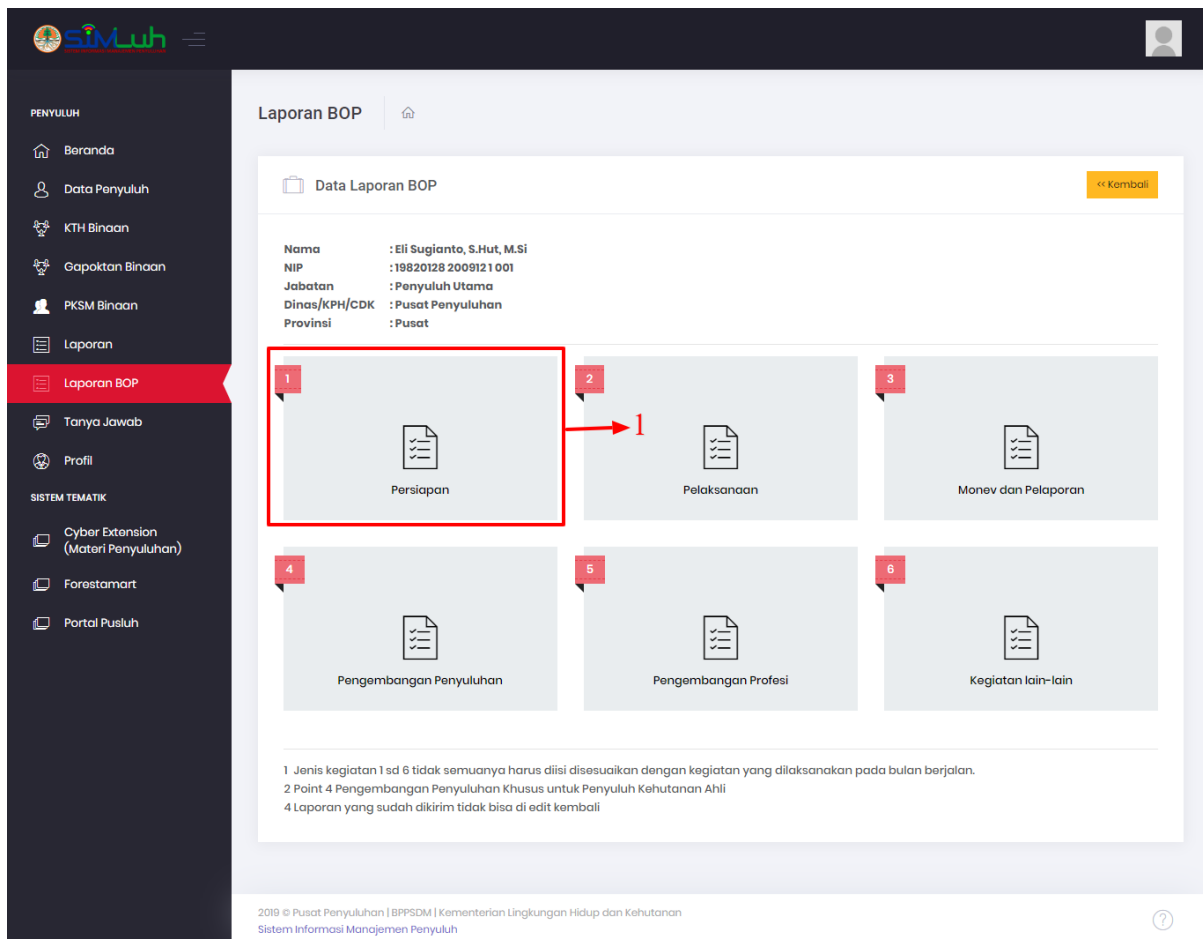 SiMLuh
PENYULUH
Beranda
Data Penyuluh
KTH Binaan
Gapoktan Binaan
PKSM Binaan
Laporan
Laporan BOP
Tanya Jawab
Profil
SISTEM TEMATIK
Cyber Extension
(Materi Penyuluhan)
Forestamart
Portal Pusluh
Laporan BOP
Data Laporan BOP
<< Kembali
Nama : Eli Sugianto, S.Hut, M.Si
NIP : 19820128 200912 1 001
Jabatan : Penyuluh Utama
Dinas/KPH/CDK : Pusat Penyuluhan
Provinsi : Pusat
1
Persiapan
1
2
Pelaksanaan
3
Monev dan Pelaporan
4
Pengembangan Penyuluhan
5
Pengembangan Profesi
6
Kegiatan lain-lain
1 Jenis kegiatan 1 sd 6 tidak semuanya harus diisi disesuaikan dengan kegiatan yang dilaksanakan pada bulan berjalan.
2 Point 4 Pengembangan Penyuluhan Khusus untuk Penyuluh Kehutanan Ahli
4 Laporan yang sudah dikirim tidak bisa di edit kembali
2019 © Pusat Penyuluhan | BPPSDM | Kementerian Lingkungan Hidup dan Kehutanan
Sistem Informasi Manajemen Penyuluh
?